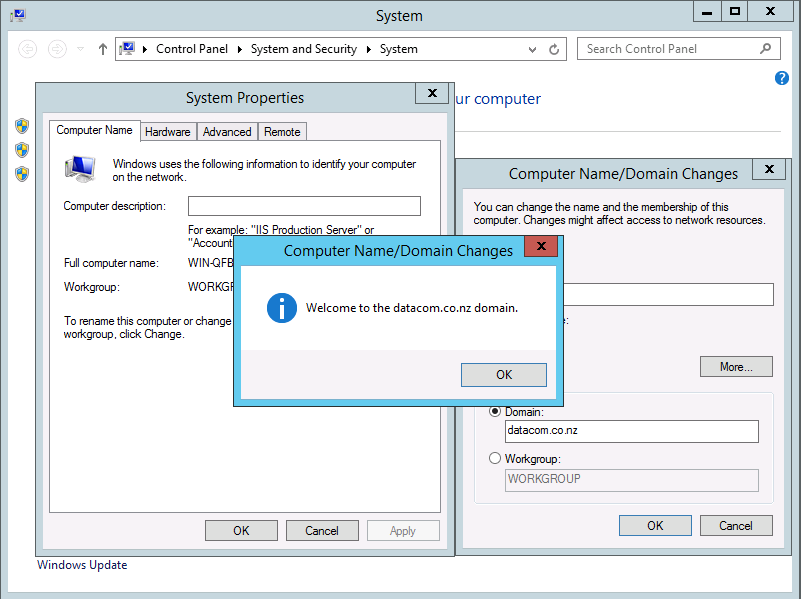 System
Control Panel
System and Security
System
Search Control Panel
ur computer
System Properties
Computer Name
Hardware
Advanced
Remote
Windows uses the following information to identify your computer
on the network.
Computer description:
For example: "IIS Production Server" or
"Account
Full computer name:
WIN-QFB
Workgroup:
WORKGR
To rename this computer or change
workgroup, click Change.
OK
Cancel
Apply
Windows Update
Computer Name/Domain Changes
You can change the name and the membership of this
computer. Changes might affect access to network resources.
More...
Domain:
datacom.co.nz
Workgroup:
WORKGROUP
OK
Cancel
Computer Name/Domain Changes
Welcome to the datacom.co.nz domain.
OK